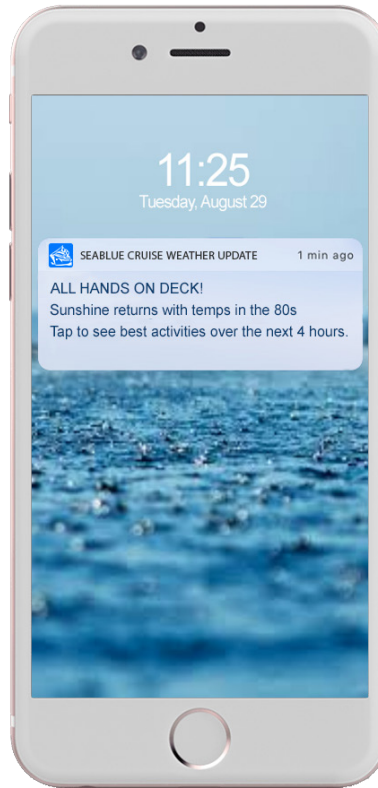 11:25
Tuesday, August 29
SEABLUE CRUISE WEATHER UPDATE 1 min ago
ALL HANDS ON DECK!
Sunshine returns with temps in the 80s
Tap to see best activities over the next 4 hours.